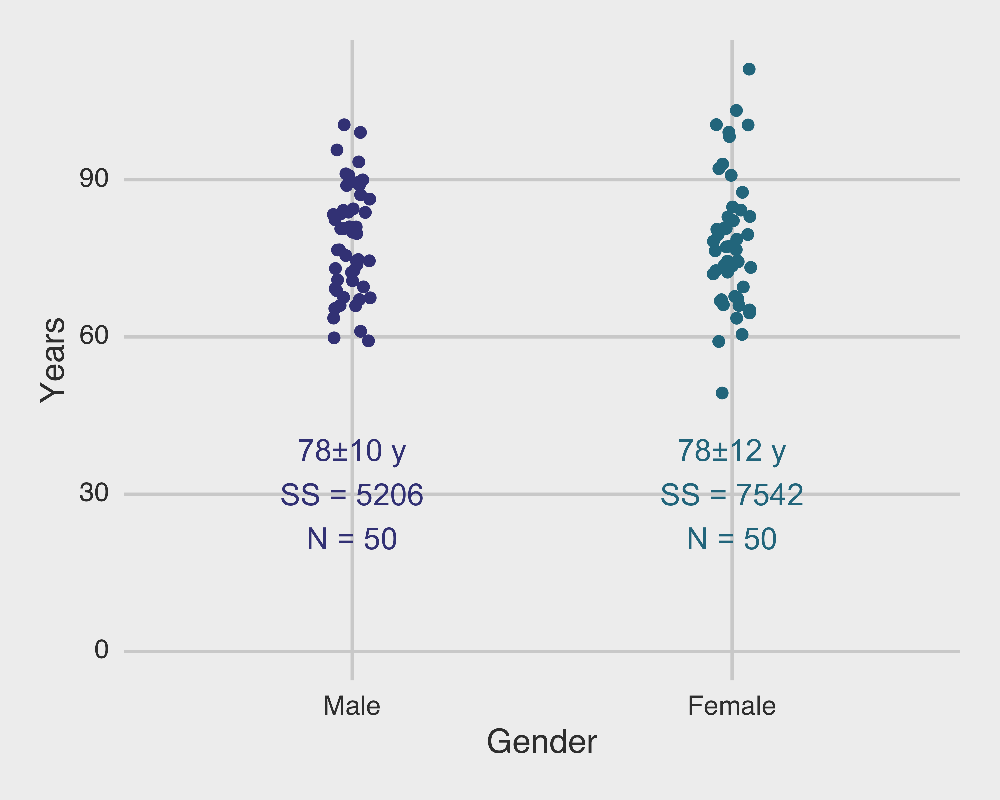 90
60
30
0
Years
78±10 y
SS = 5206
N = 50
78±12 y
SS = 7542
N = 50
Male
Female
Gender